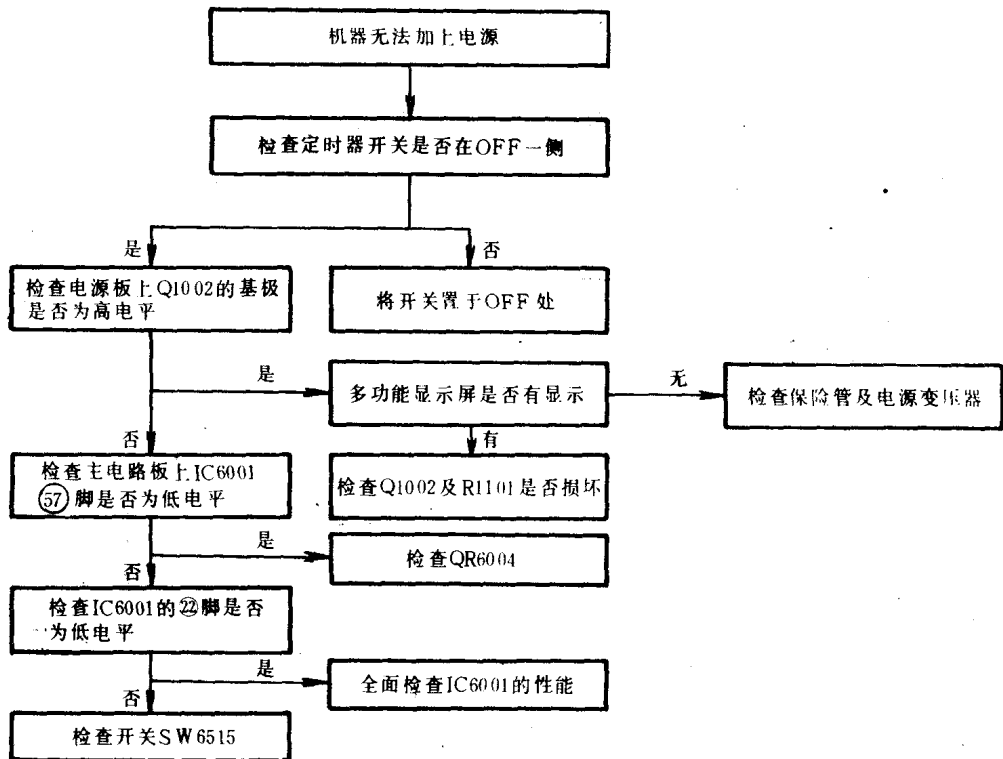 机器无法加上电源
检查定时器开关是否在OFF一侧
是
否
检查电源板上Q1002的基极
是否为高电平
将开关置于OFF处
是
多功能显示屏是否有显示
无
检查保险管及电源变压器
否
有
检查主电路板上IC6001
57脚是否为低电平
检查Q1002及R1101是否损坏
是
检查QR6004
否
检查IC6001的22脚是否
为低电平
是
全面检查IC6001的性能
否
检查开关SW6515